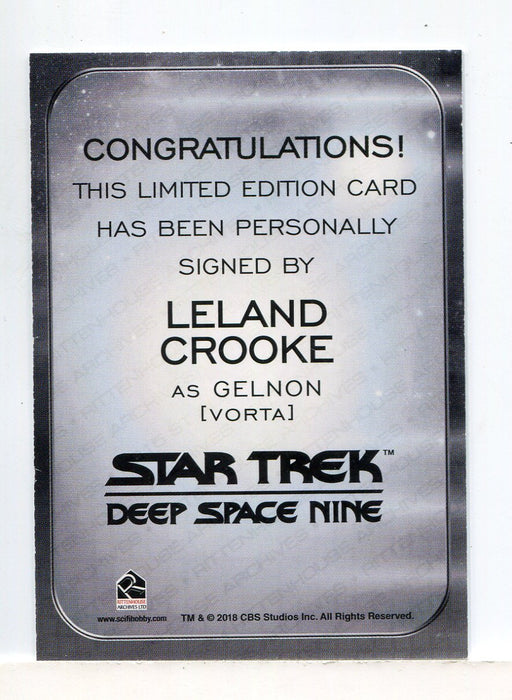 CONGRATULATIONS!
THIS LIMITED EDITION CARD
HAS BEEN PERSONALLY
SIGNED BY
LELAND
CROOKE
AS GELNON
[VORTA]
STAR TREK™
DEEP SPACE NINE
RITTENHOUSE
ARCHIVES LTD
www.scifihobby.com
TM & © 2018 CBS Studios Inc. All Rights Reserved.